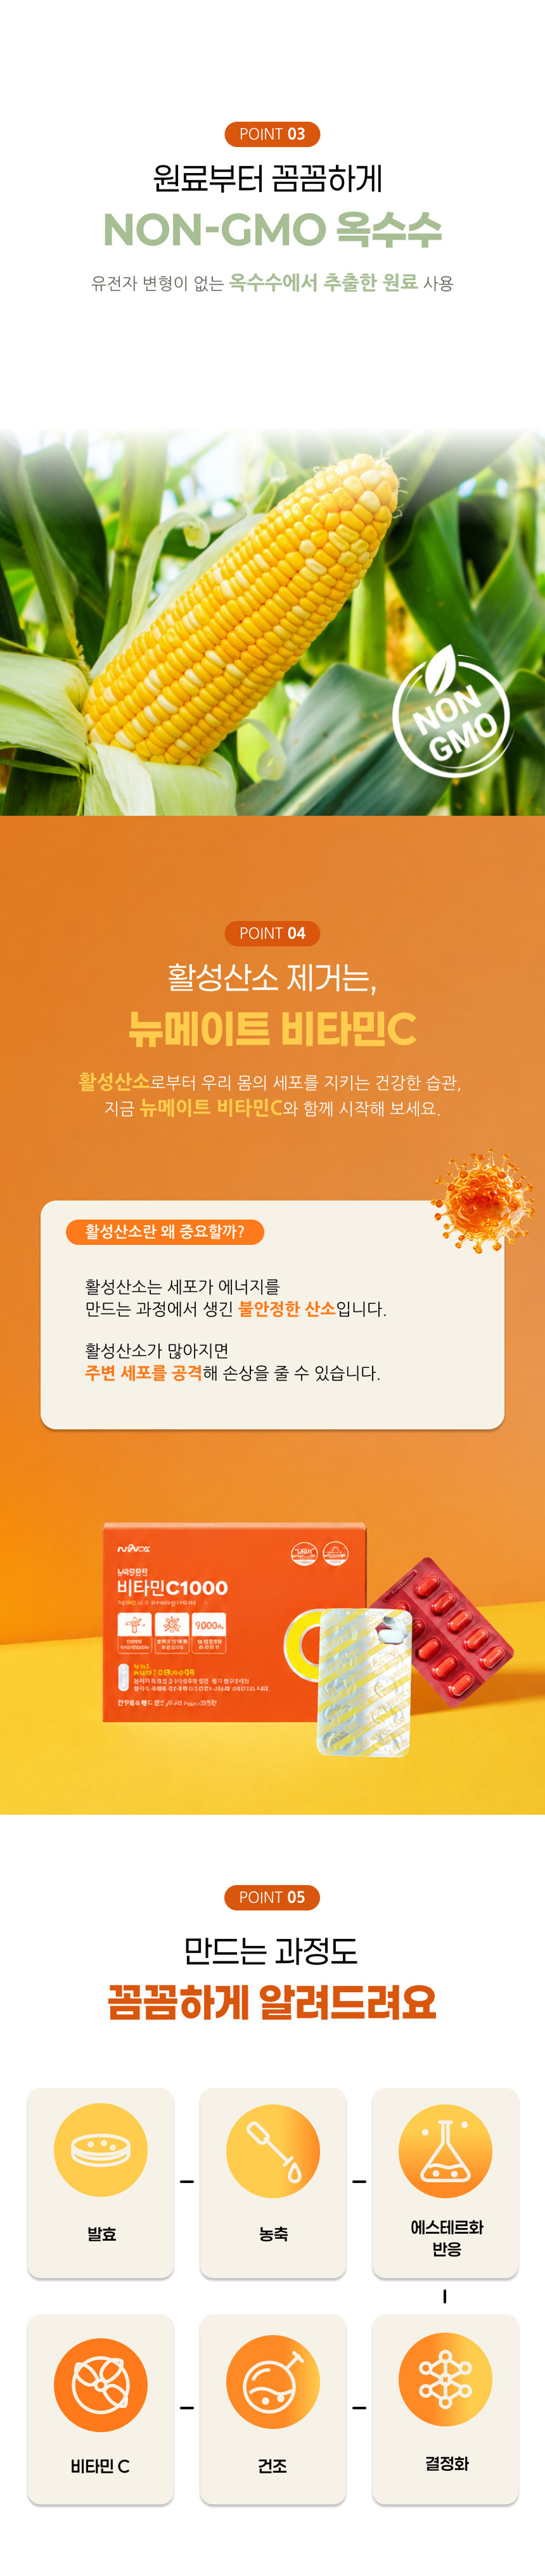 POINT 03
원료부터 꼼꼼하게
NON-GMO 옥수수
유전자 변형이 없는 옥수수에서 추출한 원료 사용
NON
GMO
POINT 04
활성산소 제거는,
뉴메이트 비타민C
활성산소로부터 우리 몸의 세포를 지키는 건강한 습관,
지금 뉴메이트 비타민C와 함께 시작해 보세요.
활성산소란 왜 중요할까?
활성산소는 세포가 에너지를
만드는 과정에서 생긴 불안정한 산소입니다.
활성산소가 많아지면
주변 세포를 공격해 손상을 줄 수 있습니다.
비타민C1000
POINT 05
만드는 과정도
꼼꼼하게 알려드려요
발효
농축
에스테르화
반응
비타민 C
건조
결정화